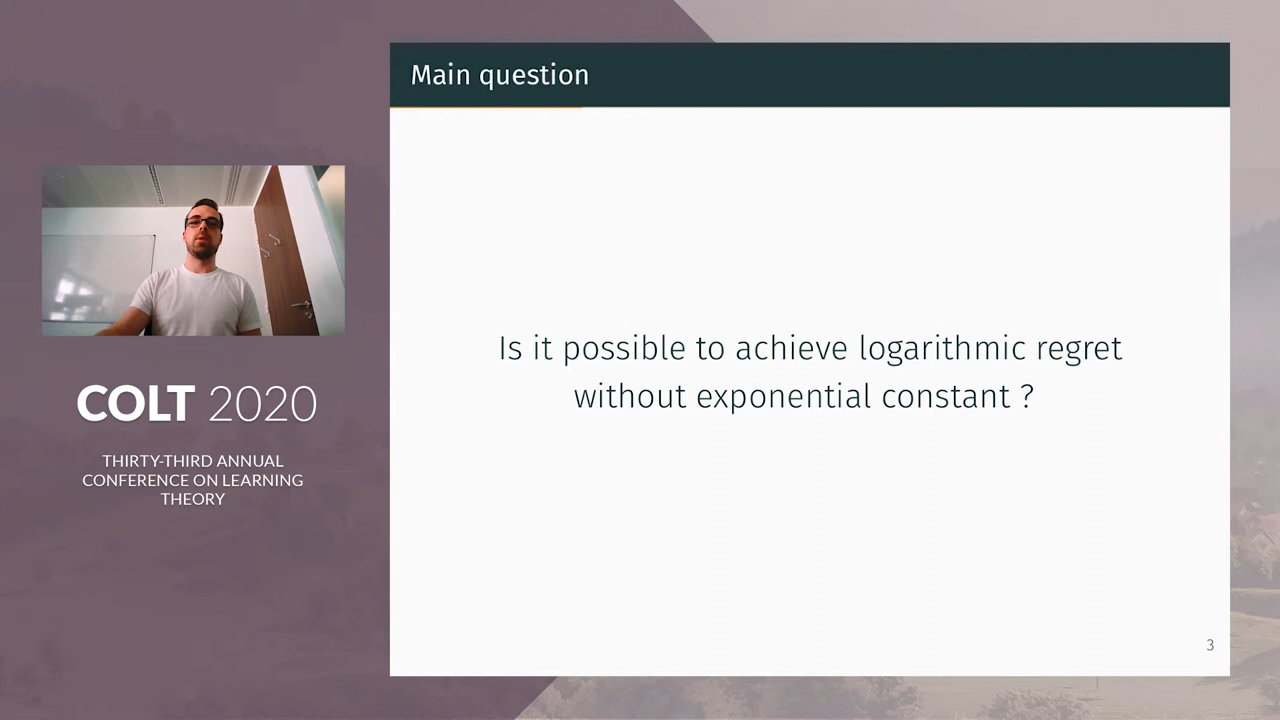 Main question
COLT 2020
THIRTY-THIRD ANNUAL
CONFERENCE ON LEARNING
THEORY
Is it possible to achieve logarithmic regret
without exponential constant ?
3